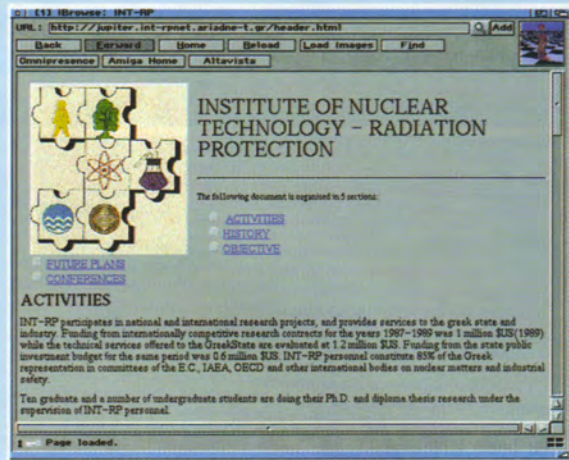 (1) IBrowse: INT-RP
URL: http://jupiter.int-rpnet.ariadne-t.gr/header.html Add
Back Forward Home Reload Load Images Find
Omnipresence Amiga Home Altavista
INSTITUTE OF NUCLEAR
TECHNOLOGY - RADIATION
PROTECTION
The following document is organised in 5 sections:
ACTIVITIES
HISTORY
OBJECTIVE
FUTURE PLANS
CONFERENCES
ACTIVITIES
INT-RP participates in national and international research projects, and provides services to the greek state and
industry. Funding from internationally competitive research contracts for the years 1987-1989 was 1 million $US(1989)
while the technical services offered to the GreekState are evaluated at 1.2 million $US. Funding from the state public
investment budget for the same period was 0.6 million $US. INT-RP personnel constitute 85% of the Greek
representation in committees of the E.C., IAEA, OECD and other international bodies on nuclear matters and industrial
safety.
Ten graduate and a number of undergraduate students are doing their Ph.D. and diploma thesis research under the
supervision of INT-RP personnel.
Page loaded.